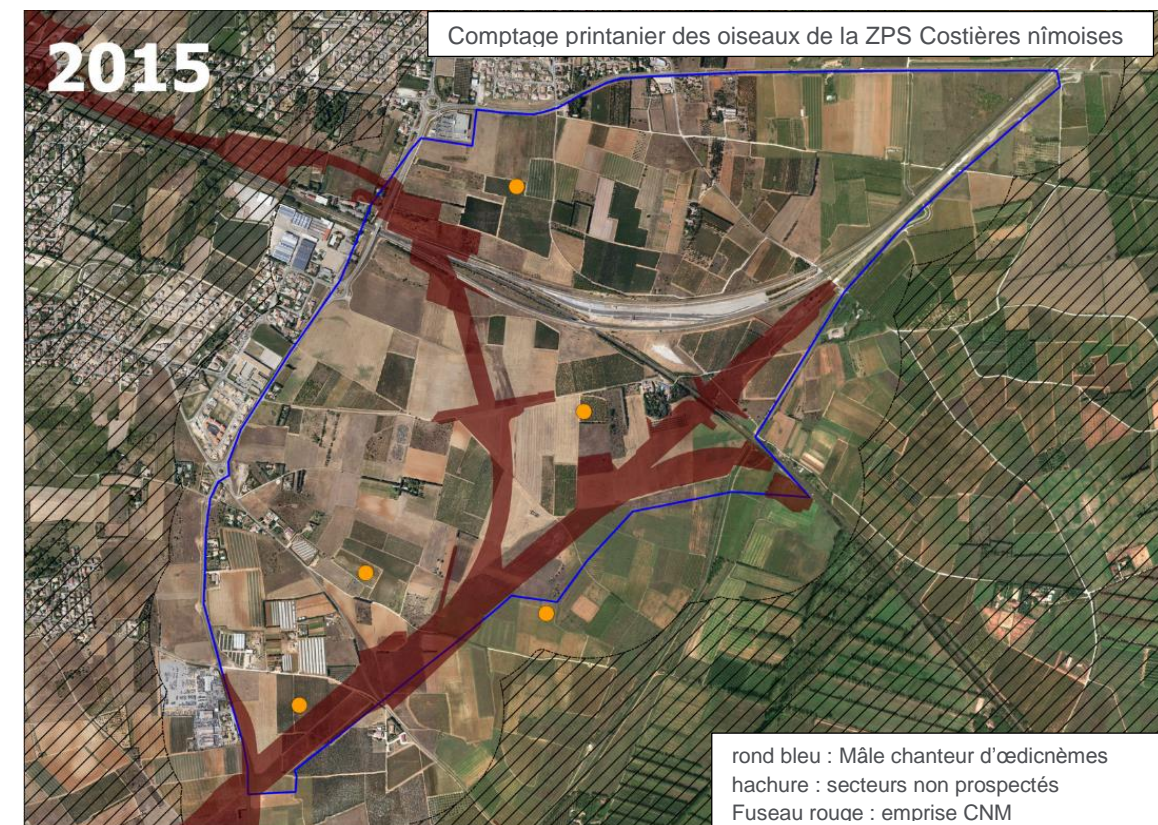 Comptage printanier des oiseaux de la ZPS Costières nîmoises
2015
rond bleu : Mâle chanteur d'œdicnèmes
hachure : secteurs non prospectés
Fuseau rouge : emprise CNM